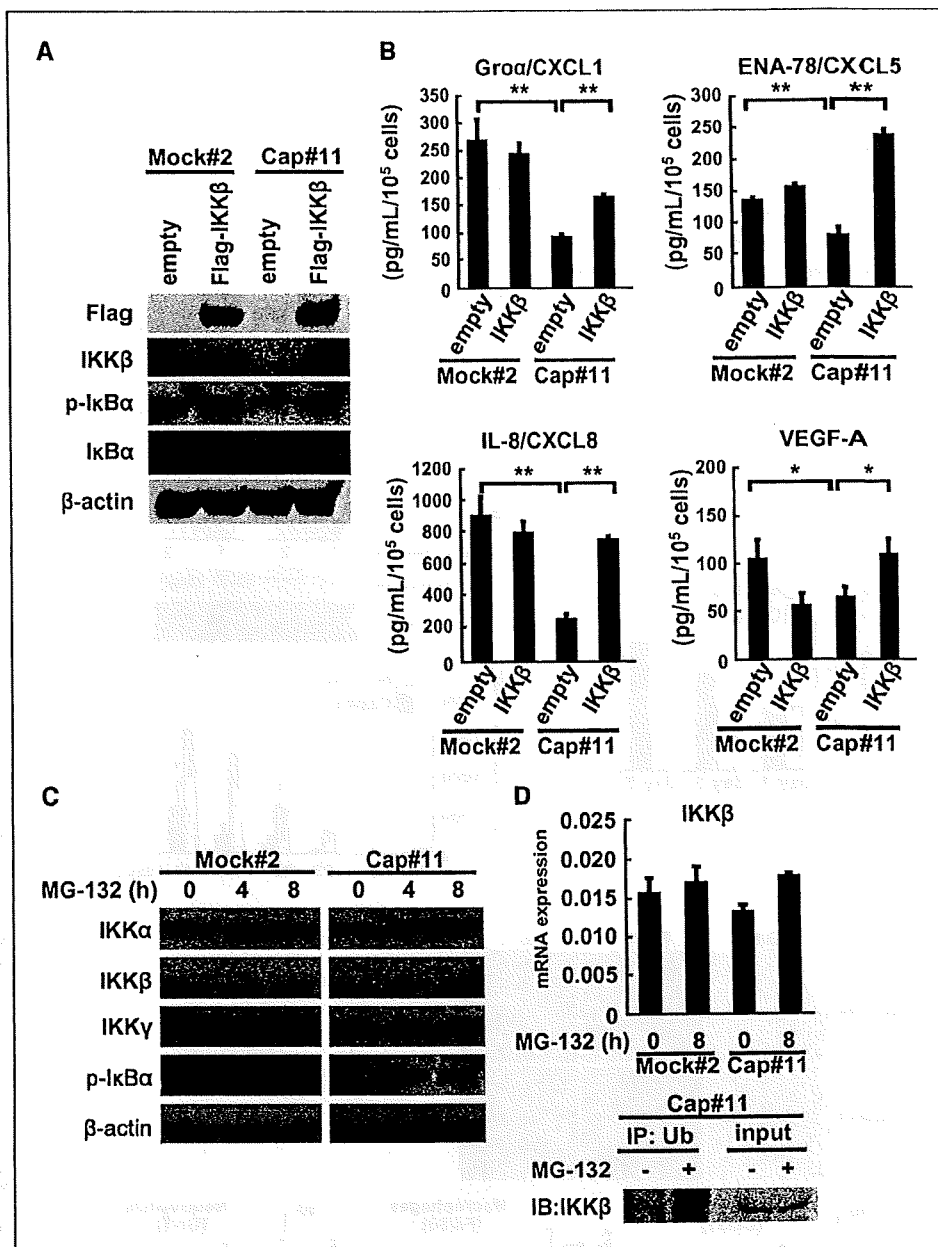 A
Mock#2 Cap#11
empty Flag-IKKβ empty Flag-IKKβ
Flag
IKKβ
p-IκBα
IκBα
β-actin
B
Groα/CXCL1
** **
350
300
250
200
150
100
50
0
(pg/mL/10⁵ cells)
empty IKKβ empty IKKβ
Mock#2 Cap#11
ENA-78/CXCL5
** **
300
250
200
150
100
50
0
(pg/mL/10⁵ cells)
empty IKKβ empty IKKβ
Mock#2 Cap#11
IL-8/CXCL8
** **
1200
1000
800
600
400
200
0
(pg/mL/10⁵ cells)
empty IKKβ empty IKKβ
Mock#2 Cap#11
VEGF-A
* *
200
150
100
50
0
(pg/mL/10⁵ cells)
empty IKKβ empty IKKβ
Mock#2 Cap#11
C
Mock#2 Cap#11
MG-132 (h) 0 4 8 0 4 8
IKKα
IKKβ
IKKγ
p-IκBα
β-actin
D
IKKβ
0.025
0.020
0.015
0.010
0.005
0
mRNA expression
MG-132 (h) 0 8 0 8
Mock#2 Cap#11
Cap#11
IP: Ub input
MG-132 - + - +
IB:IKKβ